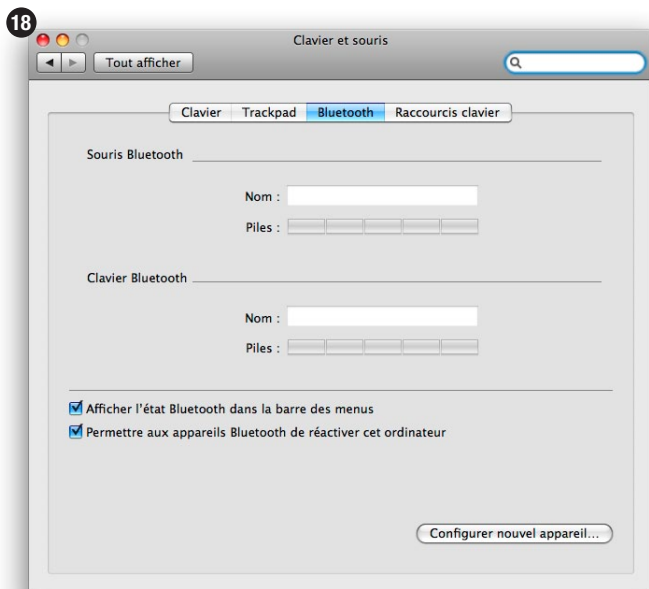 18
Clavier et souris
Tout afficher
Clavier Trackpad Bluetooth Raccourcis clavier
Souris Bluetooth
Nom :
Piles :
Clavier Bluetooth
Nom :
Piles :
Afficher l'état Bluetooth dans la barre des menus
Permettre aux appareils Bluetooth de réactiver cet ordinateur
Configurer nouvel appareil...